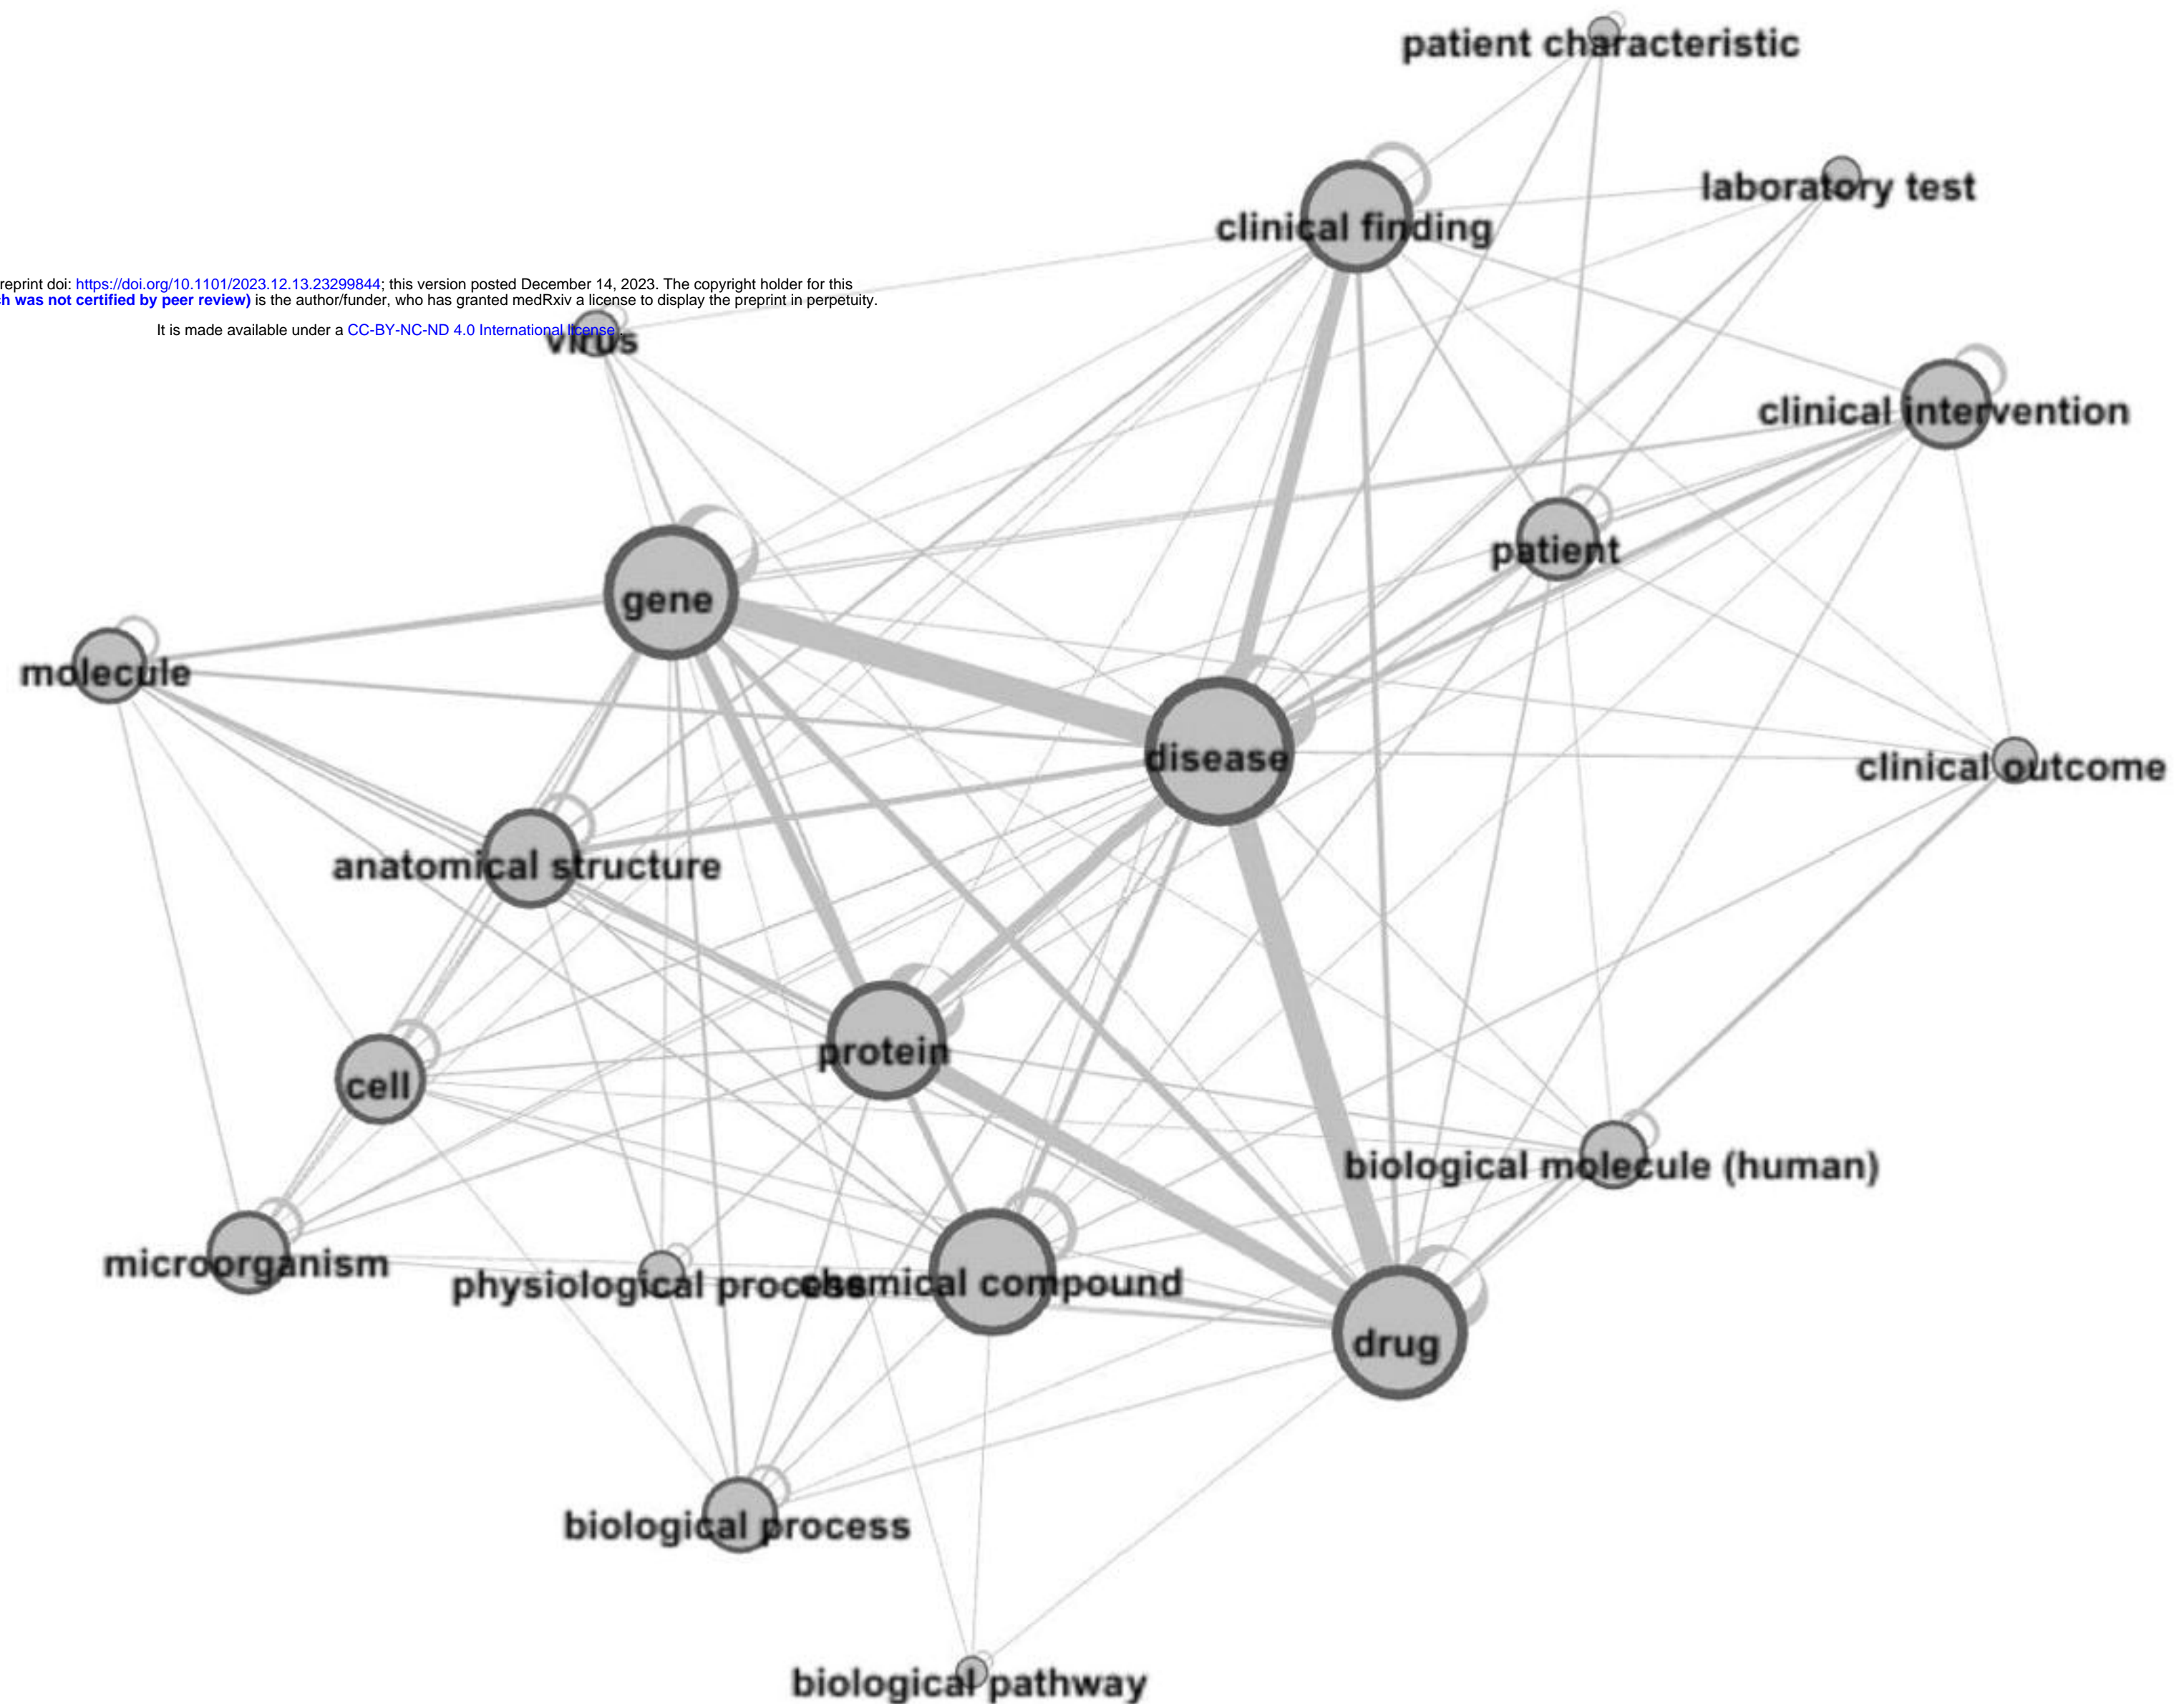 patient characteristic
laboratory test
clinical finding
reprint doi: https://doi.org/10.1101/2023.12.13.23299844; this version posted December 14, 2023. The copyright holder for this
was not certified by peer review) is the author/funder, who has granted medRxiv a license to display the preprint in perpetuity.
It is made available under a CC-BY-NC-ND 4.0 International license .
virus
clinical intervention
patient
gene
molecule
disease
clinical outcome
anatomical structure
protein
cell
biological molecule (human)
microorganism
physiological process
chemical compound
drug
biological process
biological pathway